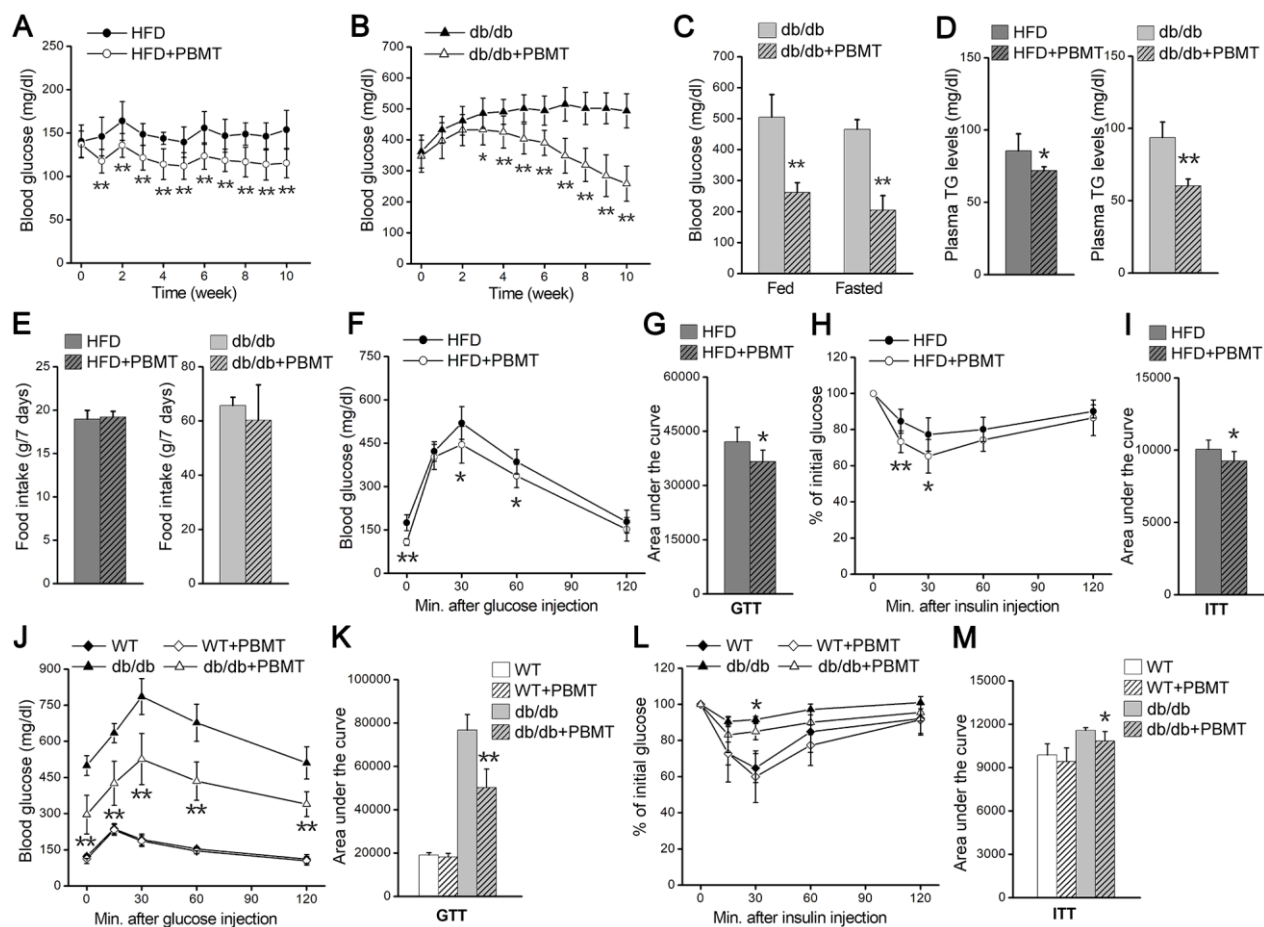 A
HFD
HFD+PBMT
Blood glucose (mg/dl)
250
200
150
100
50
0
** ** ** ** ** ** ** ** ** **
0 2 4 6 8 10
Time (week)
B
db/db
db/db+PBMT
Blood glucose (mg/dl)
700
600
500
400
300
200
100
0
* ** ** ** ** ** ** **
0 2 4 6 8 10
Time (week)
C
db/db
db/db+PBMT
Blood glucose (mg/dl)
700
600
500
400
300
200
100
0
** **
Fed Fasted
D
HFD
HFD+PBMT
Plasma TG levels (mg/dl)
150
100
50
0
*
db/db
db/db+PBMT
Plasma TG levels (mg/dl)
150
100
50
0
**
E
HFD
HFD+PBMT
Food intake (g/7 days)
25
20
15
10
5
0
db/db
db/db+PBMT
Food intake (g/7 days)
80
60
40
20
0
F
HFD
HFD+PBMT
Blood glucose (mg/dl)
750
600
450
300
150
0
** * *
0 30 60 90 120
Min. after glucose injection
G
HFD
HFD+PBMT
Area under the curve
60000
45000
30000
15000
0
*
GTT
H
HFD
HFD+PBMT
% of initial glucose
120
100
80
60
40
20
0
** *
0 30 60 90 120
Min. after insulin injection
I
HFD
HFD+PBMT
Area under the curve
15000
10000
5000
0
*
ITT
J
WT WT+PBMT
db/db db/db+PBMT
Blood glucose (mg/dl)
900
750
600
450
300
150
0
** ** ** ** **
0 30 60 90 120
Min. after glucose injection
K
WT
WT+PBMT
db/db
db/db+PBMT
Area under the curve
100000
80000
60000
40000
20000
0
**
GTT
L
WT WT+PBMT
db/db db/db+PBMT
% of initial glucose
120
100
80
60
40
20
0
*
0 30 60 90 120
Min. after insulin injection
M
WT
WT+PBMT
db/db
db/db+PBMT
Area under the curve
15000
12000
9000
6000
3000
0
*
ITT